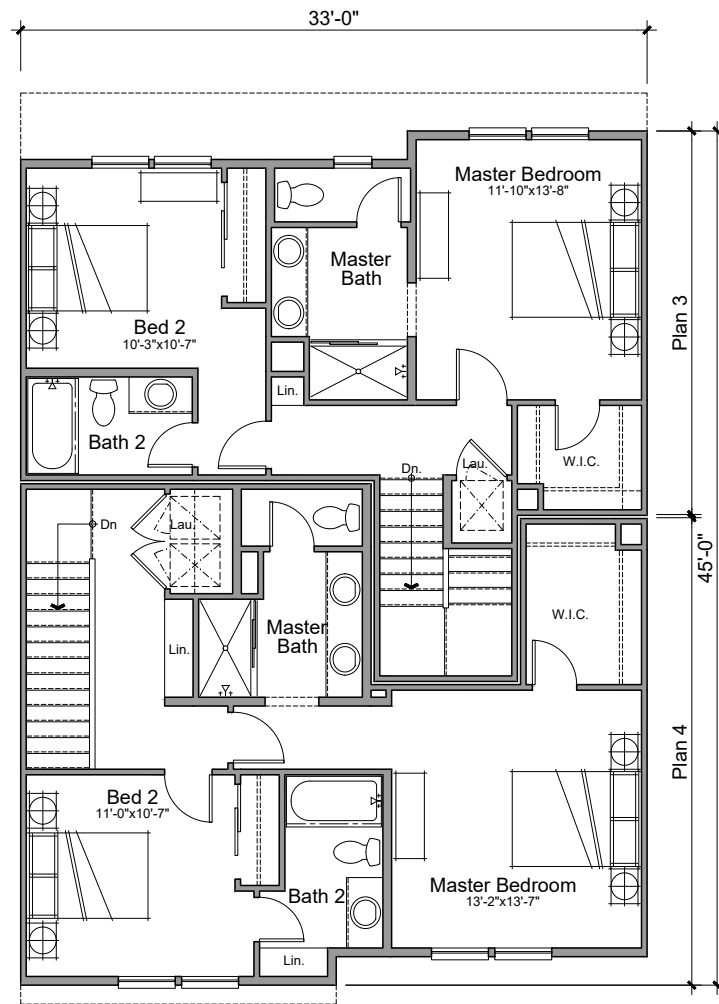 33'-0"
Master Bedroom
11'-10"x13'-8"
Master
Bath
Bed 2
10'-3"x10'-7"
Plan 3
Lin.
Bath 2
W.I.C.
Lau.
Dn.
Dn
Lau.
45'-0"
W.I.C.
Master
Bath
Lin.
Plan 4
Bed 2
11'-0"x10'-7"
Master Bedroom
13'-2"x13'-7"
Bath 2
Lin.